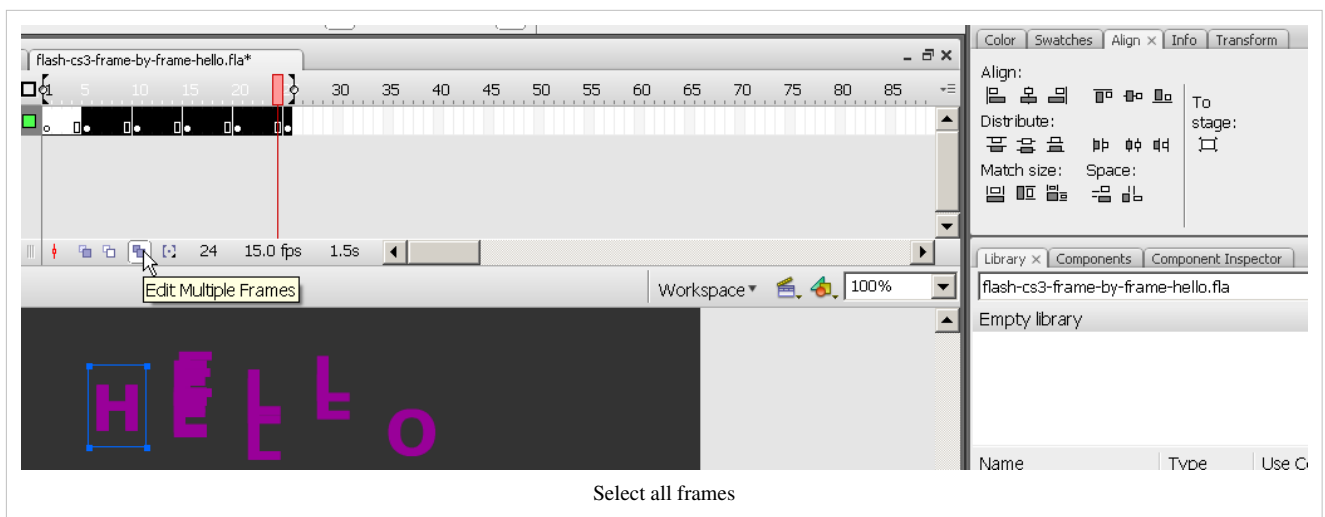 flash-cs3-frame-by-frame-hello.fla*
1 5 10 15 20 30 35 40 45 50 55 60 65 70 75 80 85
24 15.0 fps 1.5s
Edit Multiple Frames
Workspace 100%
HELLO
Color Swatches Align × Info Transform
Align:
To
Distribute:
stage:
Match size: Space:
Library × Components Component Inspector
flash-cs3-frame-by-frame-hello.fla
Empty library
Name Type Use C
Select all frames